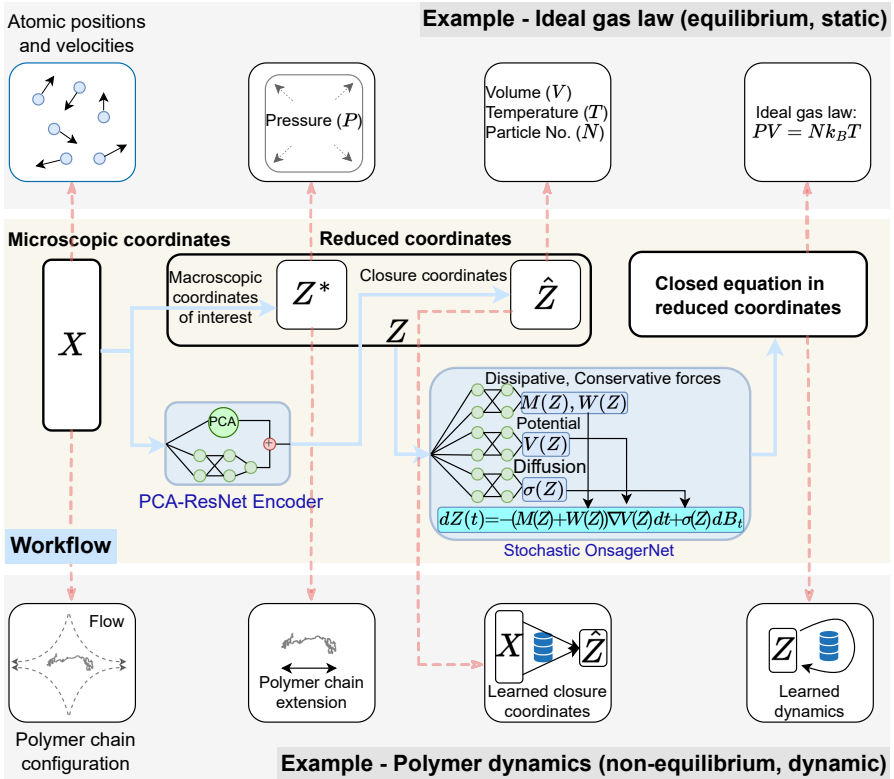 Example - Ideal gas law (equilibrium, static)
Atomic positions
and velocities
Pressure (P)
Volume (V)
Temperature (T)
Particle No. (N)
Ideal gas law:
PV = Nk_BT
Microscopic coordinates
Reduced coordinates
X
Macroscopic
coordinates
of interest
Z*
Closure coordinates
Ẑ
Z
Closed equation in
reduced coordinates
PCA
+
PCA-ResNet Encoder
Dissipative, Conservative forces
M(Z), W(Z)
Potential
V(Z)
Diffusion
σ(Z)
dZ(t)=-(M(Z)+W(Z))∇V(Z)dt+σ(Z)dB_t
Stochastic OnsagerNet
Workflow
Flow
Polymer chain
configuration
Polymer chain
extension
X
Ẑ
Learned closure
coordinates
Z
Learned
dynamics
Example - Polymer dynamics (non-equilibrium, dynamic)